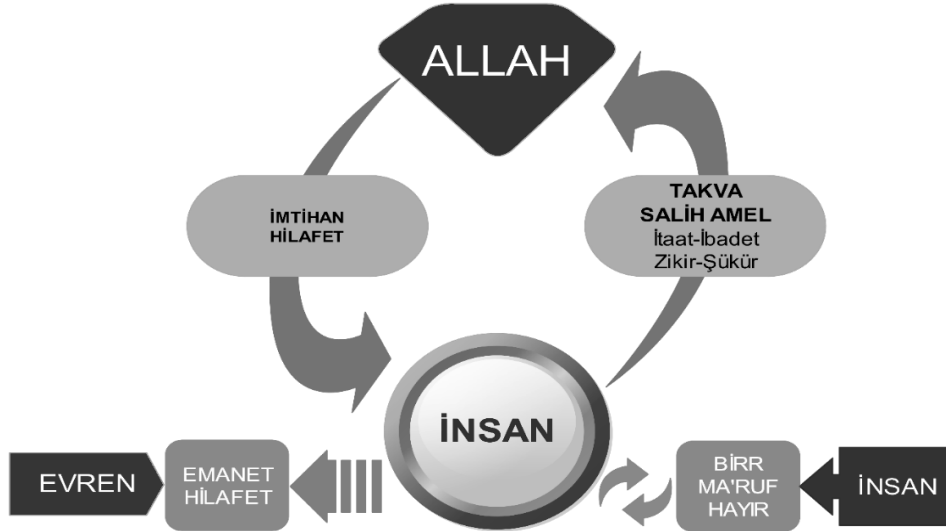 ALLAH
İMTİHAN
HİLAFET
TAKVA
SALİH AMEL
İtaat-İbadet
Zikir-Şükür
İNSAN
EVREN
EMANET
HİLAFET
BİRR
MA'RUF
HAYIR
İNSAN